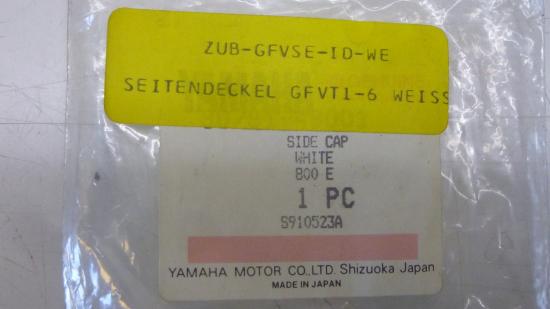 ZUB-GFVSE-ID-WE
SEITENDECKEL GFVT1-6 WEISS
SIDE CAP
WHITE
800 E
1 PC
S910523A
YAMAHA MOTOR CO.,LTD. Shizuoka Japan
MADE IN JAPAN